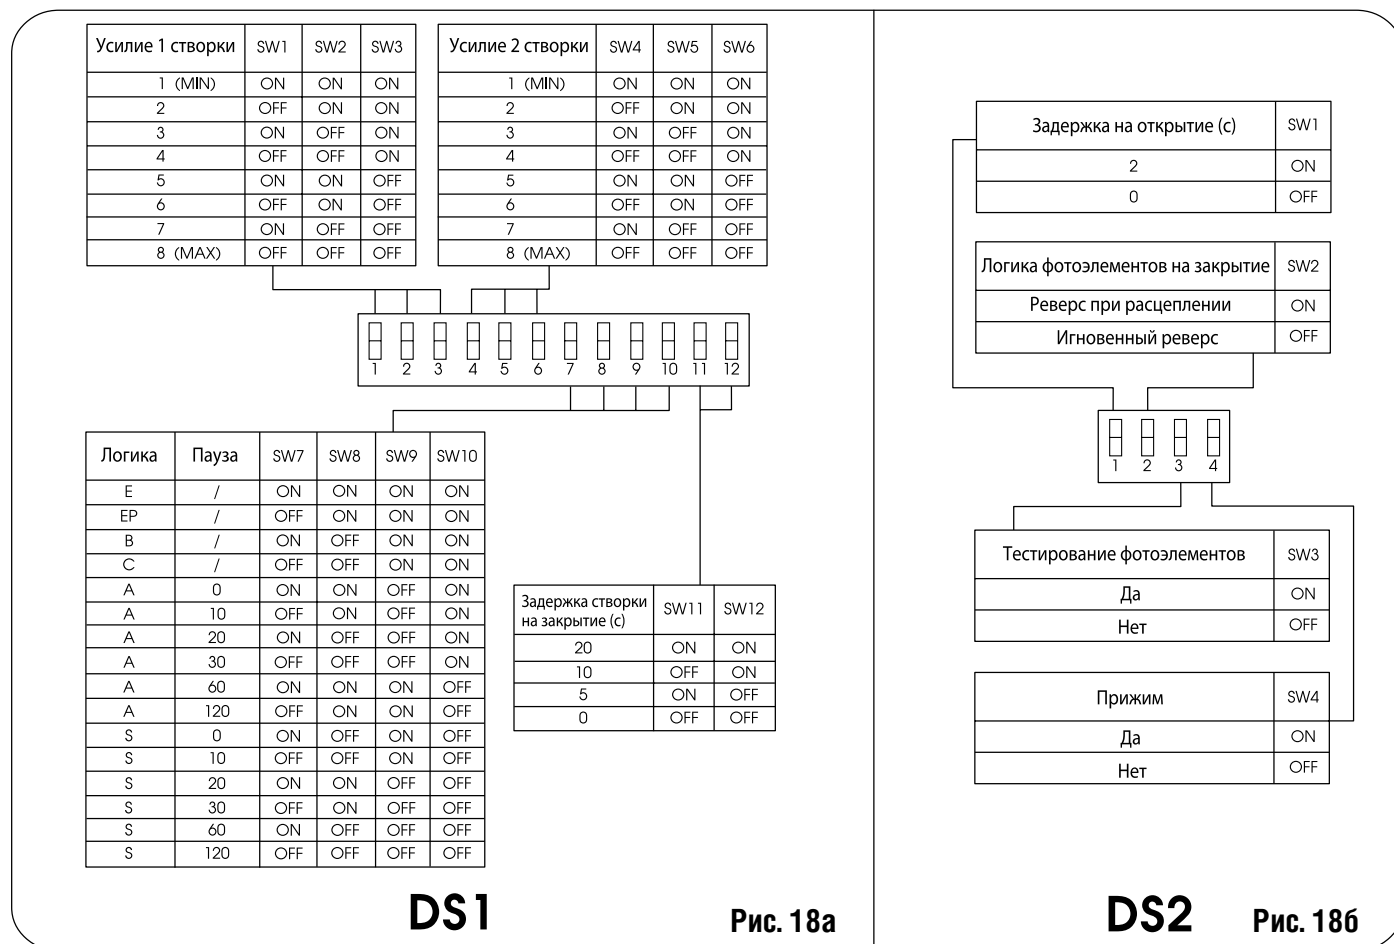 Усилие 1 створки SW1 SW2 SW3
1 (MIN) ON ON ON
2 OFF ON ON
3 ON OFF ON
4 OFF OFF ON
5 ON ON OFF
6 OFF ON OFF
7 ON OFF OFF
8 (MAX) OFF OFF OFF
Усилие 2 створки SW4 SW5 SW6
1 (MIN) ON ON ON
2 OFF ON ON
3 ON OFF ON
4 OFF OFF ON
5 ON ON OFF
6 OFF ON OFF
7 ON OFF OFF
8 (MAX) OFF OFF OFF
1 2 3 4 5 6 7 8 9 10 11 12
Логика Пауза SW7 SW8 SW9 SW10
E / ON ON ON ON
EP / OFF ON ON ON
B / ON OFF ON ON
C / OFF OFF ON ON
A 0 ON ON OFF ON
A 10 OFF ON OFF ON
A 20 ON OFF OFF ON
A 30 OFF OFF OFF ON
A 60 ON ON ON OFF
A 120 OFF ON ON OFF
S 0 ON OFF ON OFF
S 10 OFF OFF ON OFF
S 20 ON ON OFF OFF
S 30 OFF ON OFF OFF
S 60 ON OFF OFF OFF
S 120 OFF OFF OFF OFF
Задержка створки
на закрытие (с) SW11 SW12
20 ON ON
10 OFF ON
5 ON OFF
0 OFF OFF
DS1 Рис. 18а
Задержка на открытие (с) SW1
2 ON
0 OFF
Логика фотоэлементов на закрытие SW2
Реверс при расцеплении ON
Игновенный реверс OFF
1 2 3 4
Тестирование фотоэлементов SW3
Да ON
Нет OFF
Прижим SW4
Да ON
Нет OFF
DS2 Рис. 18б